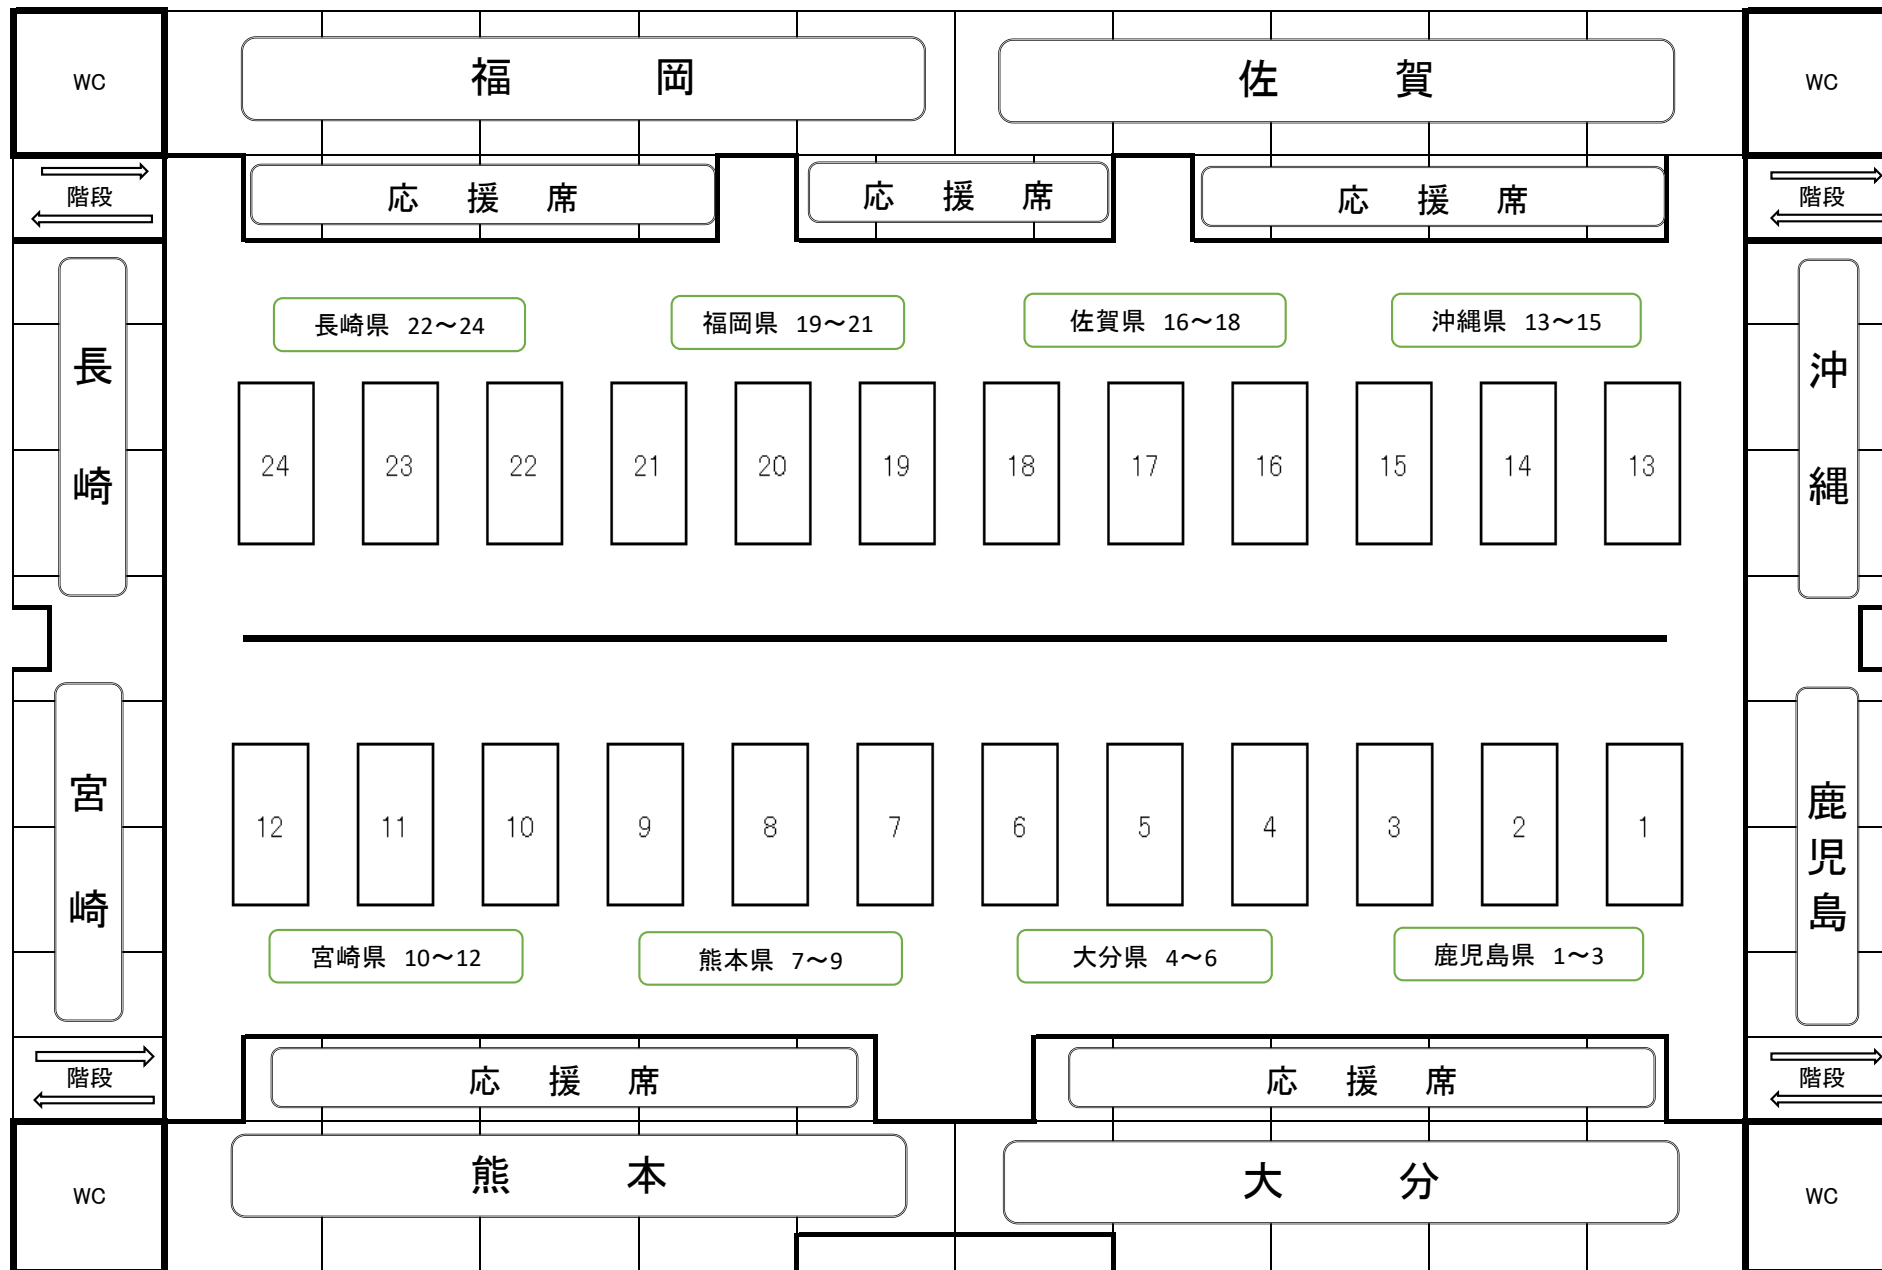 WC
福岡
佐賀
WC
階段
応援席
応援席
応援席
階段
長崎県 22～24
福岡県 19～21
佐賀県 16～18
沖縄県 13～15
長崎
沖縄
24 23 22 21 20 19 18 17 16 15 14 13
宮崎
鹿児島
12 11 10 9 8 7 6 5 4 3 2 1
宮崎県 10～12
熊本県 7～9
大分県 4～6
鹿児島県 1～3
階段
応援席
応援席
階段
WC
熊本
大分
WC